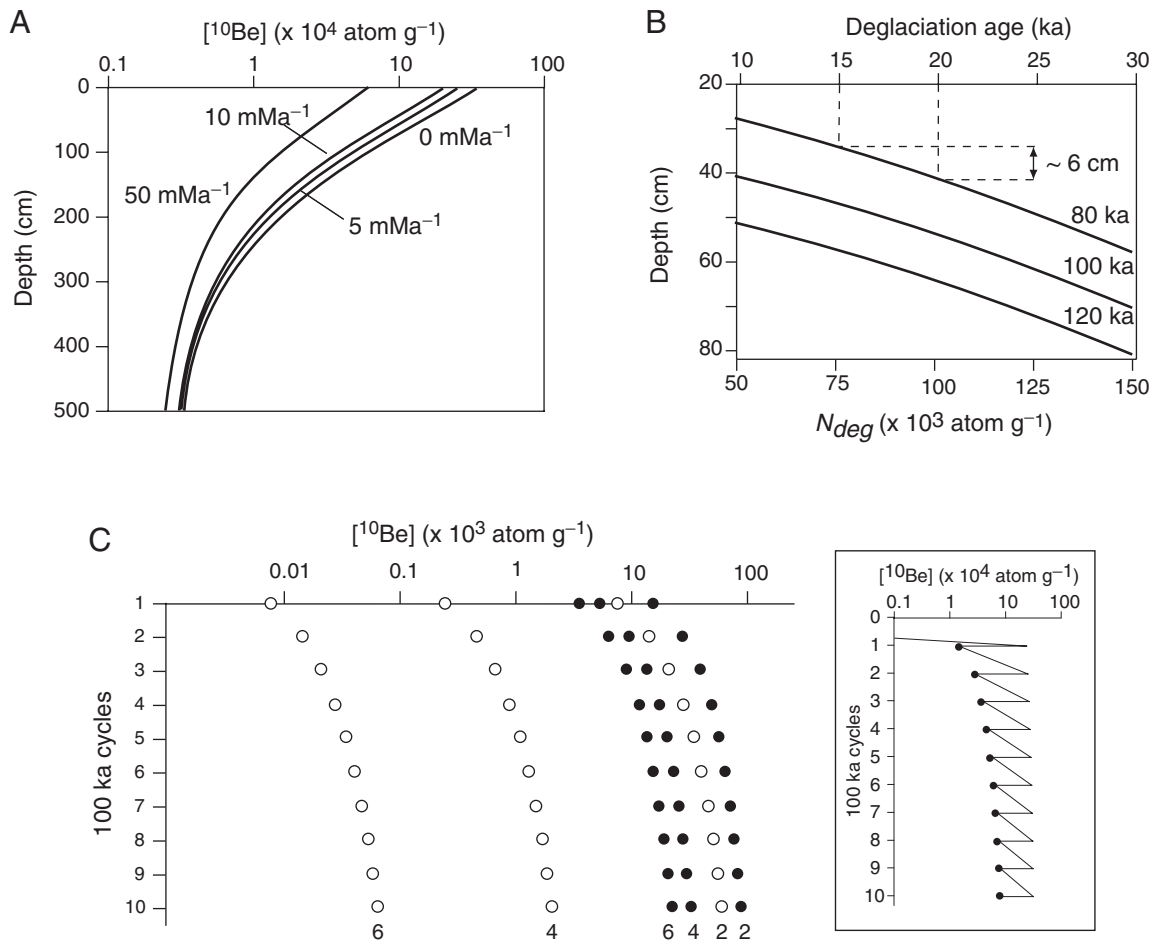 A
[¹⁰Be] (x 10⁴ atom g⁻¹)
0.1 1 10 100
0
100
200
300
400
500
Depth (cm)
10 mMa⁻¹
0 mMa⁻¹
50 mMa⁻¹
5 mMa⁻¹
B
Deglaciation age (ka)
10 15 20 25 30
20
40
60
80
Depth (cm)
~ 6 cm
80 ka
100 ka
120 ka
50 75 100 125 150
Ndeg (x 10³ atom g⁻¹)
C
[¹⁰Be] (x 10³ atom g⁻¹)
0.01 0.1 1 10 100
1
2
3
4
5
6
7
8
9
10
100 ka cycles
6 4 6 4 2 2
[¹⁰Be] (x 10⁴ atom g⁻¹)
0.1 1 10 100
0
1
2
3
4
5
6
7
8
9
10
100 ka cycles